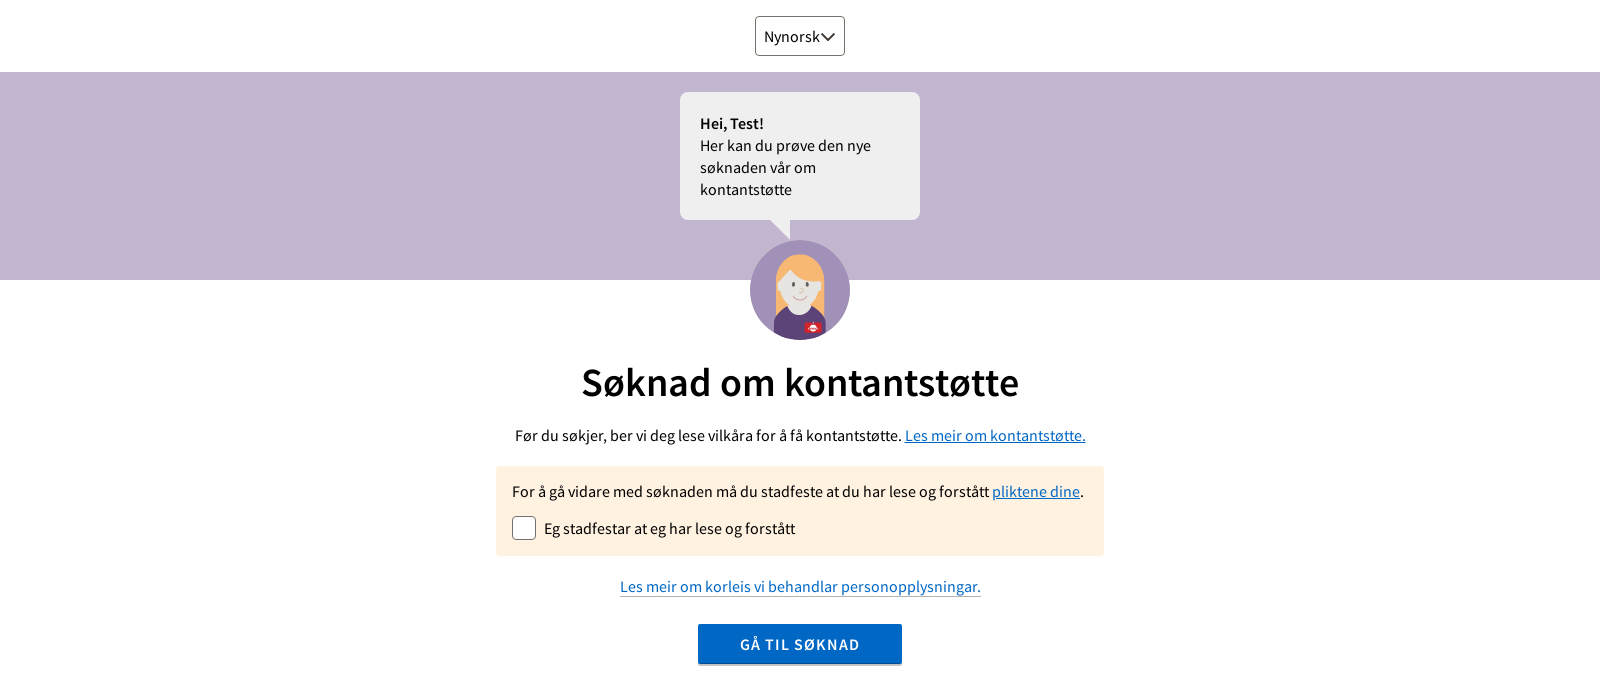 Nynorsk
Hei, Test!
Her kan du prøve den nye
søknaden vår om
kontantstøtte
Søknad om kontantstøtte
Før du søkjer, ber vi deg lese vilkåra for å få kontantstøtte. Les meir om kontantstøtte.
For å gå vidare med søknaden må du stadfeste at du har lese og forstått pliktene dine.
Eg stadfestar at eg har lese og forstått
Les meir om korleis vi behandlar personopplysningar.
GÅ TIL SØKNAD